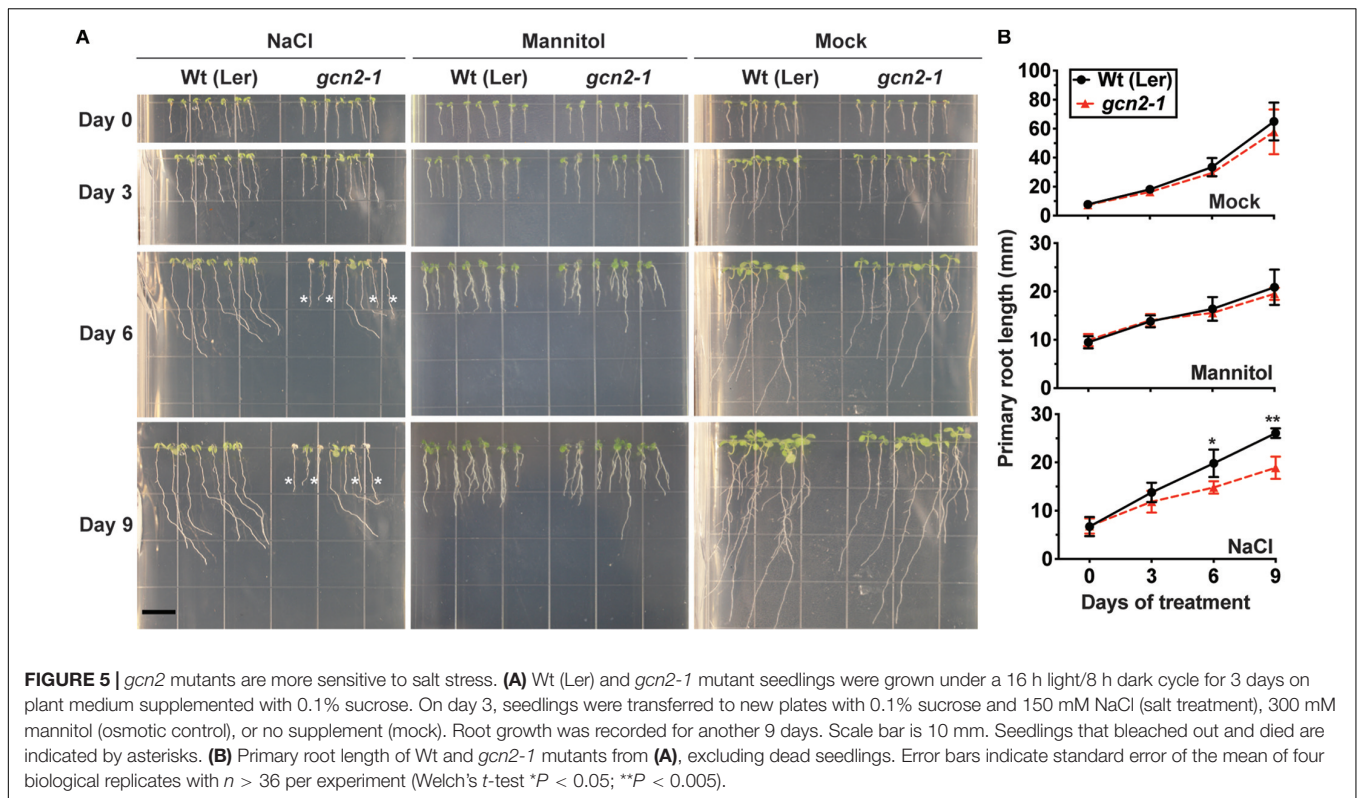 A
NaCl Mannitol Mock
Wt (Ler) gcn2-1 Wt (Ler) gcn2-1 Wt (Ler) gcn2-1
Day 0
Day 3
Day 6
* * * *
Day 9
* * * *
B
Wt (Ler)
gcn2-1
100
80
60
40
20
0
Mock
30
20
10
0
Mannitol
30
20
10
0
* **
NaCl
0 3 6 9
Primary root length (mm)
Days of treatment
FIGURE 5 | gcn2 mutants are more sensitive to salt stress. (A) Wt (Ler) and gcn2-1 mutant seedlings were grown under a 16 h light/8 h dark cycle for 3 days on
plant medium supplemented with 0.1% sucrose. On day 3, seedlings were transferred to new plates with 0.1% sucrose and 150 mM NaCl (salt treatment), 300 mM
mannitol (osmotic control), or no supplement (mock). Root growth was recorded for another 9 days. Scale bar is 10 mm. Seedlings that bleached out and died are
indicated by asterisks. (B) Primary root length of Wt and gcn2-1 mutants from (A), excluding dead seedlings. Error bars indicate standard error of the mean of four
biological replicates with n > 36 per experiment (Welch's t-test *P < 0.05; **P < 0.005).